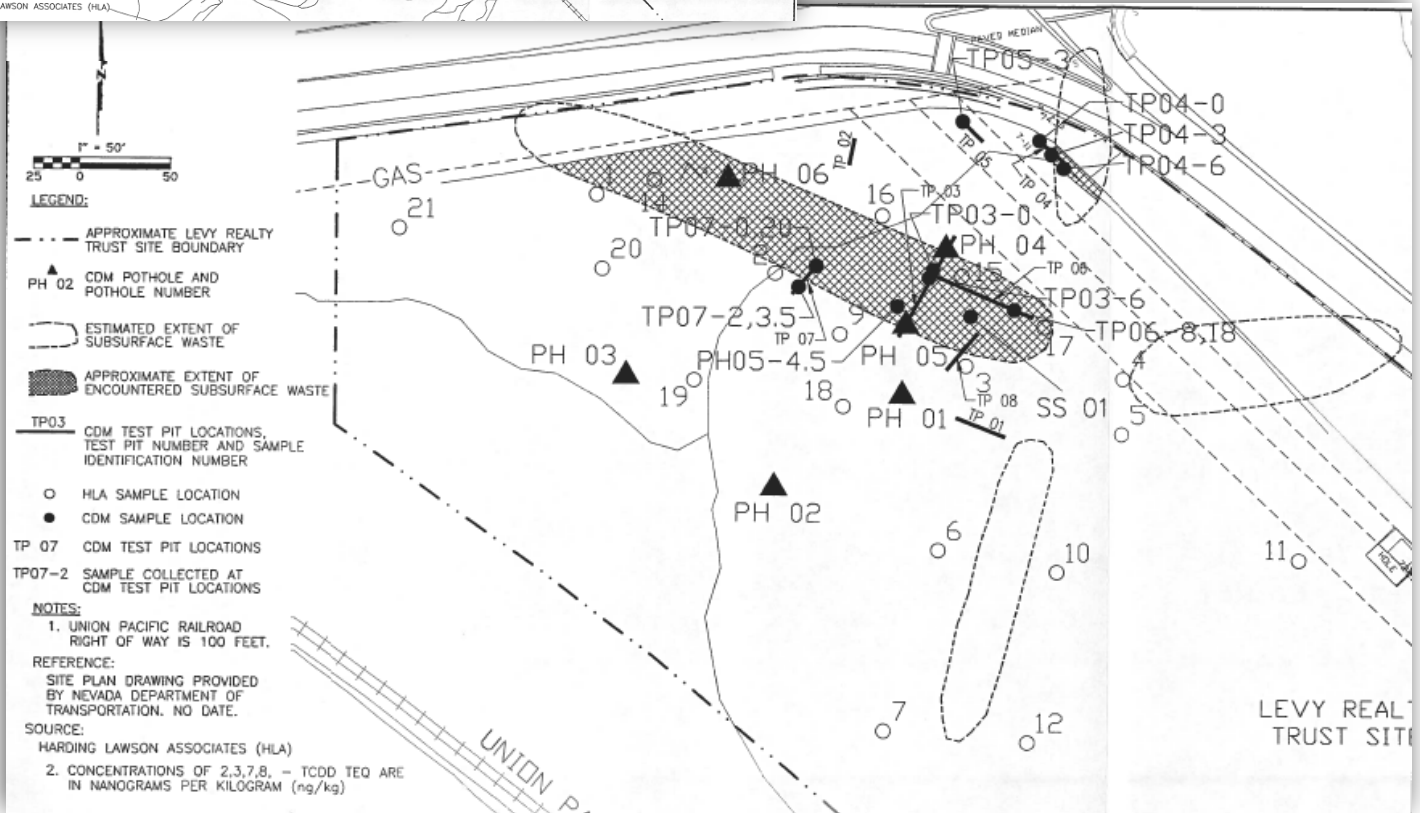 LAWSON ASSOCIATES (HLA)
N
1" = 50'
25 0 50
LEGEND:
APPROXIMATE LEVY REALTY
TRUST SITE BOUNDARY
PH 02
CDM POTHOLE AND
POTHOLE NUMBER
ESTIMATED EXTENT OF
SUBSURFACE WASTE
APPROXIMATE EXTENT OF
ENCOUNTERED SUBSURFACE WASTE
TP03
CDM TEST PIT LOCATIONS,
TEST PIT NUMBER AND SAMPLE
IDENTIFICATION NUMBER
HLA SAMPLE LOCATION
CDM SAMPLE LOCATION
TP 07 CDM TEST PIT LOCATIONS
TP07-2 SAMPLE COLLECTED AT
CDM TEST PIT LOCATIONS
NOTES:
1. UNION PACIFIC RAILROAD
RIGHT OF WAY IS 100 FEET.
REFERENCE:
SITE PLAN DRAWING PROVIDED
BY NEVADA DEPARTMENT OF
TRANSPORTATION. NO DATE.
SOURCE:
HARDING LAWSON ASSOCIATES (HLA)
2. CONCENTRATIONS OF 2,3,7,8, - TCDD TEQ ARE
IN NANOGRAMS PER KILOGRAM (ng/kg)
PAVED MEDIAN
TP05-3
TP04-0
TP04-3
TP04-6
TP 02
TP 05
TP 04
GAS
PH 06
1
14
21
16
TP 03
TP03-0
TP07-0,20
PH 04
20
2
15
TP 06
TP03-6
TP07-2,3.5
9
TP06-8,18
TP 07
PH 03
PH05-4.5
PH 05
17
4
19
18
3
TP 08
SS 01
5
PH 01
TP 01
PH 02
6
10
11
HOLE
7
12
LEVY REALT
TRUST SITE
UNION PA